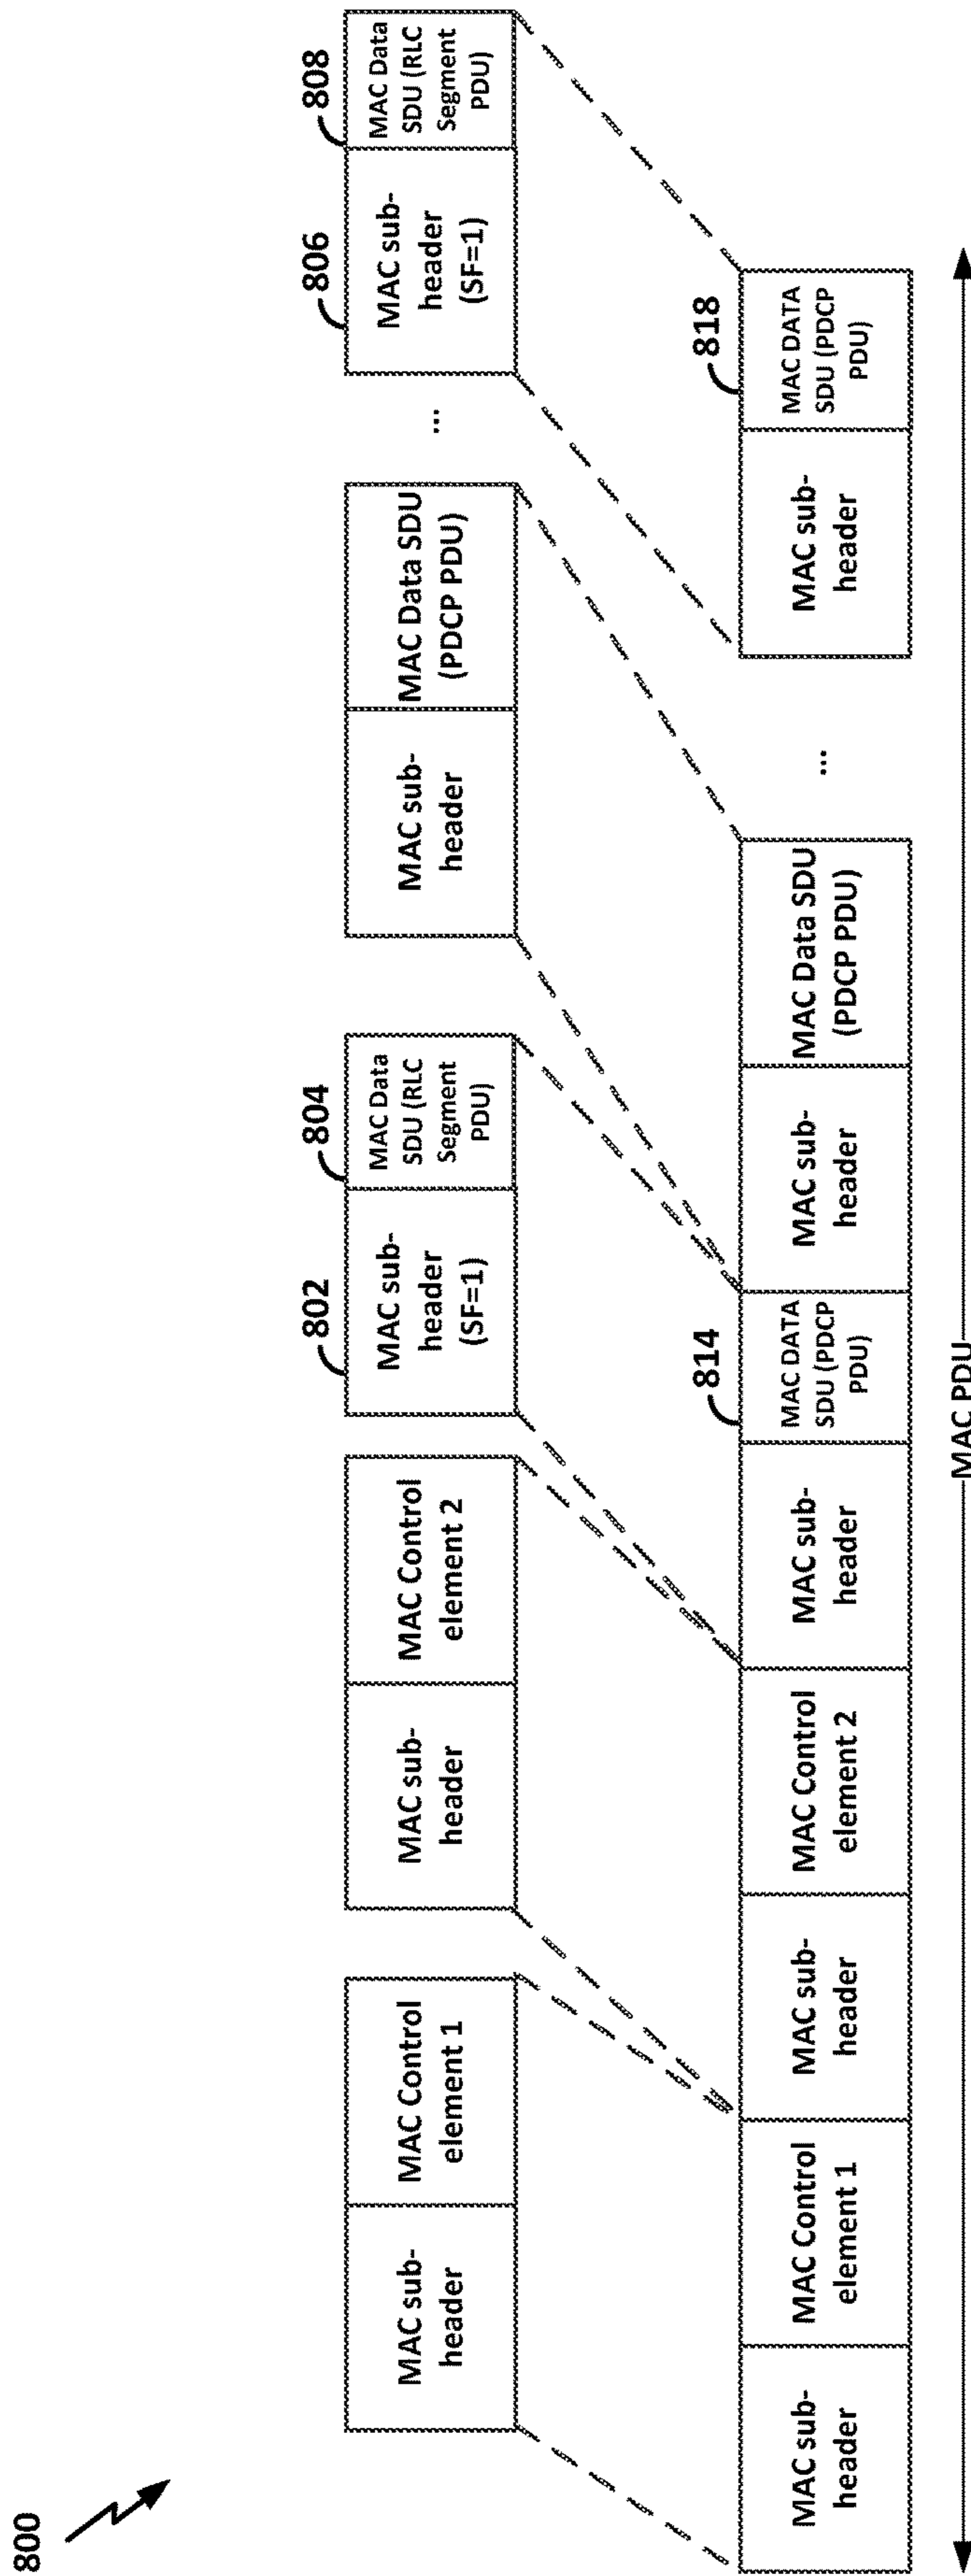 800
MAC sub-
header
MAC Control
element 1
MAC sub-
header
MAC Control
element 2
802
MAC sub-
header
(SF=1)
804
MAC Data
SDU (RLC
Segment
PDU)
MAC sub-
header
MAC Data SDU
(PDCP PDU)
...
806
MAC sub-
header
(SF=1)
808
MAC Data
SDU (RLC
Segment
PDU)
MAC sub-
header
MAC Control
element 1
MAC sub-
header
MAC Control
element 2
MAC sub-
header
814
MAC DATA
SDU (PDCP
PDU)
MAC sub-
header
MAC Data SDU
(PDCP PDU)
...
MAC sub-
header
818
MAC DATA
SDU (PDCP
PDU)
MAC PDU